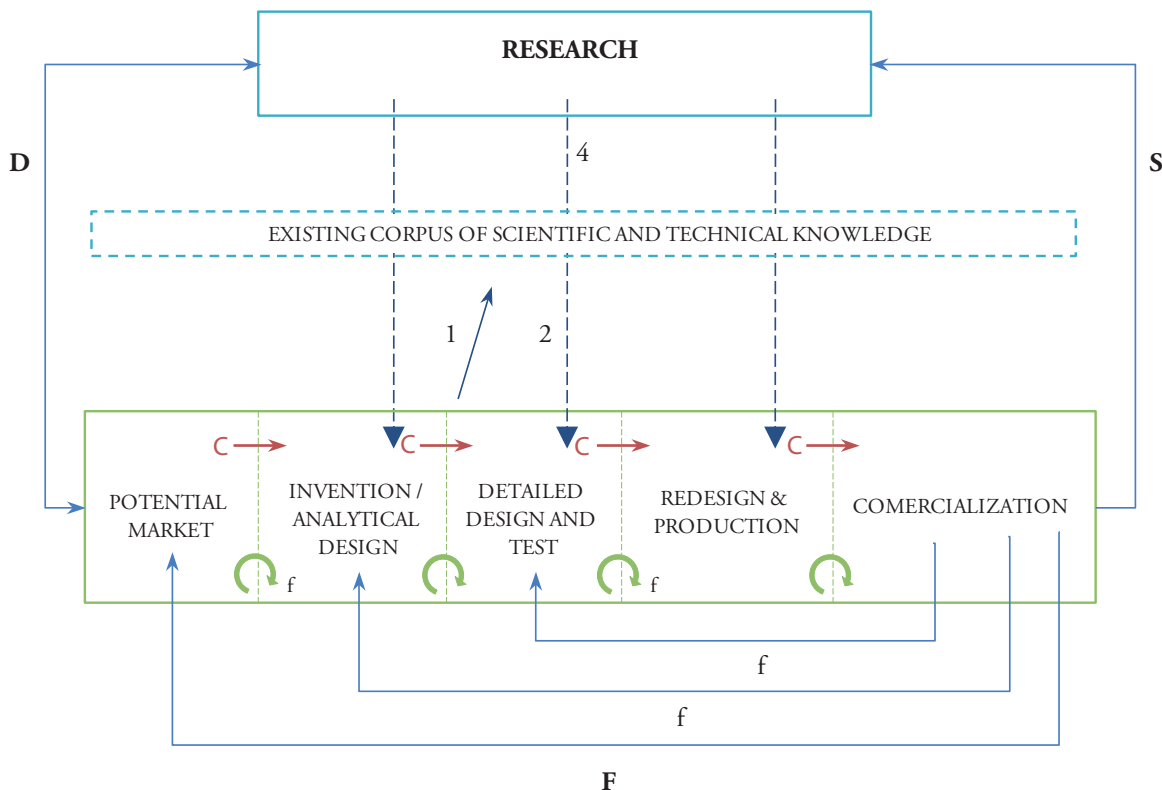 RESEARCH
D
4
S
EXISTING CORPUS OF SCIENTIFIC AND TECHNICAL KNOWLEDGE
1
2
C
C
C
C
POTENTIAL
MARKET
INVENTION /
ANALYTICAL
DESIGN
DETAILED
DESIGN AND
TEST
REDESIGN &
PRODUCTION
COMERCIALIZATION
f
f
f
f
F